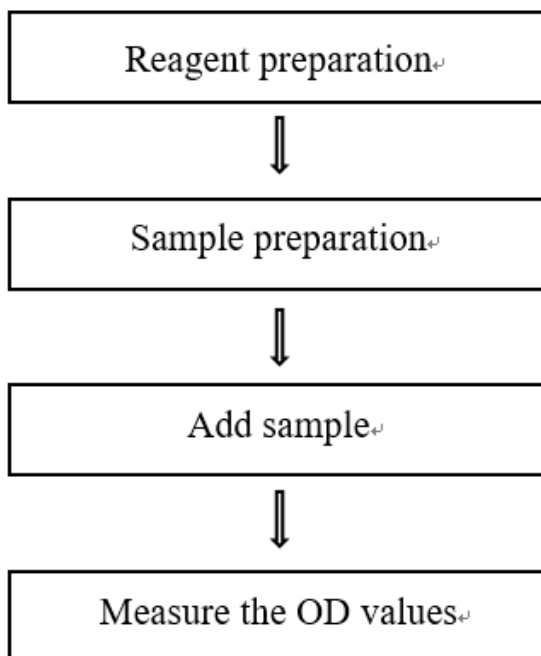 Reagent preparation
Sample preparation
Add sample
Measure the OD values